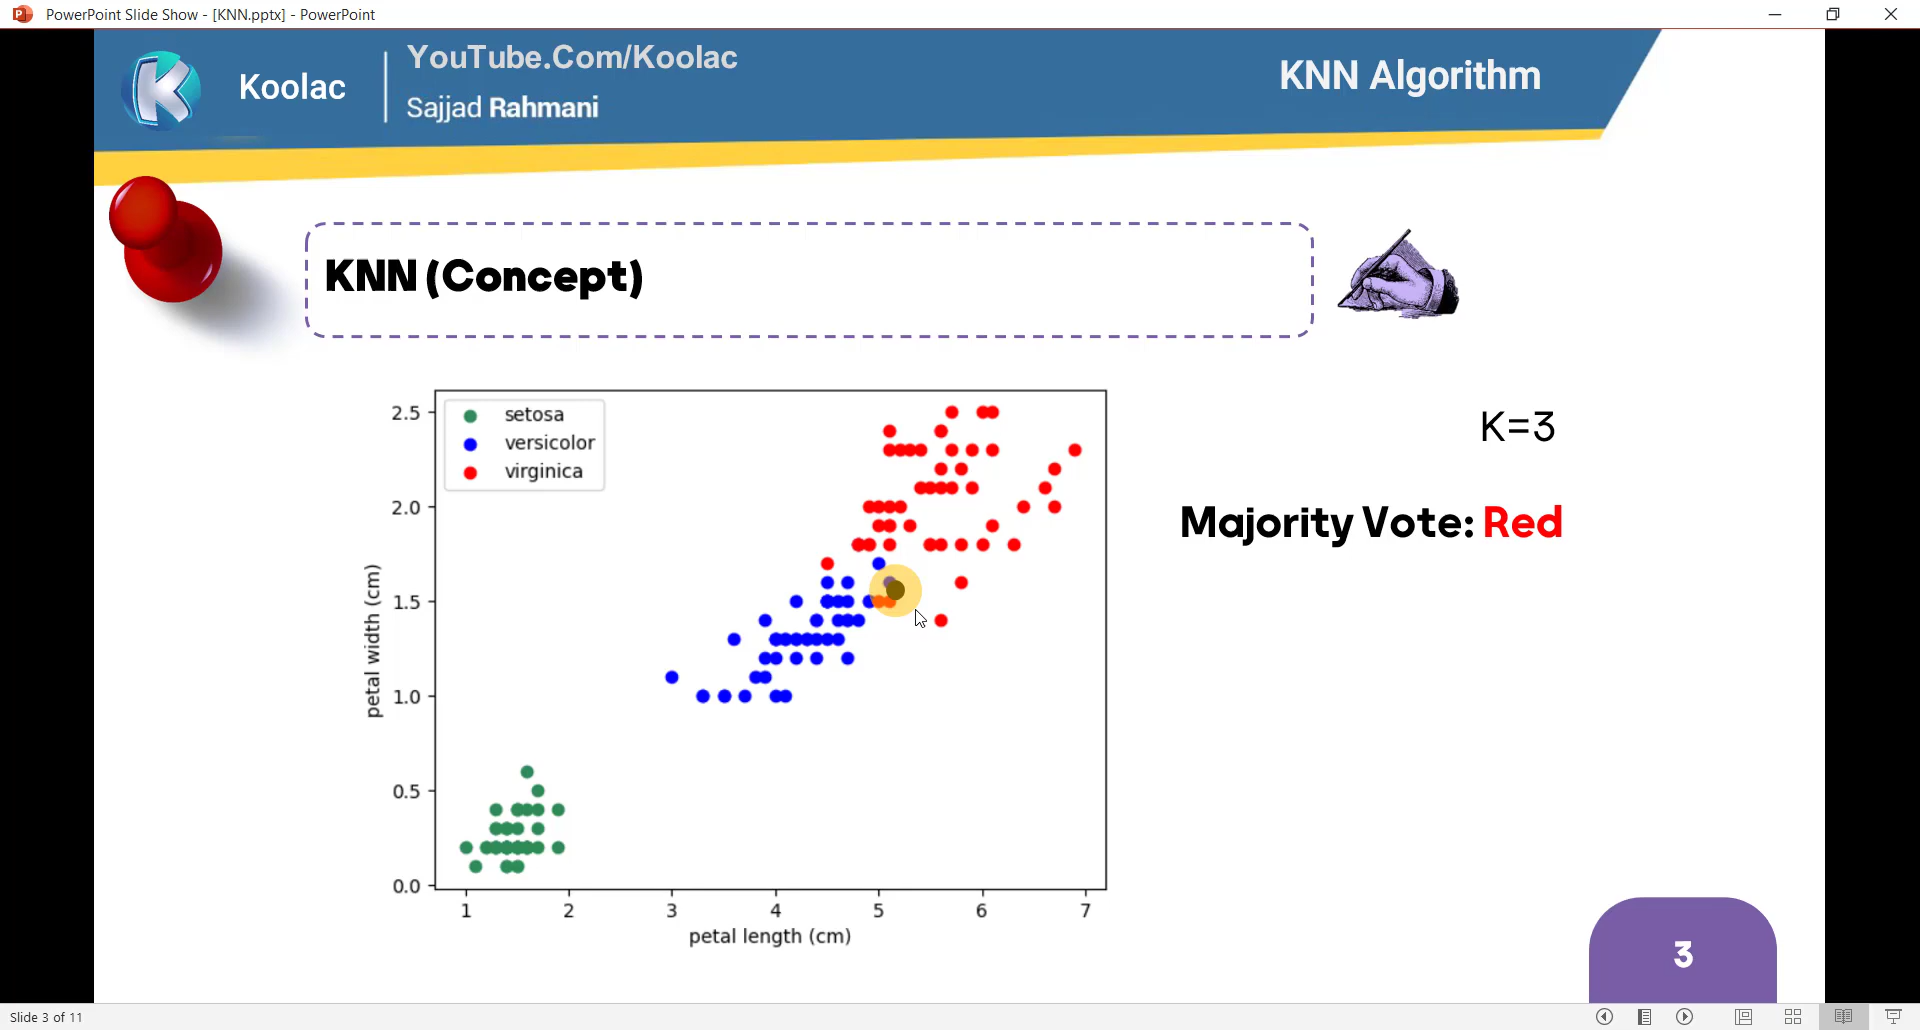 PowerPoint Slide Show - [KNN.pptx] - PowerPoint
Koolac
YouTube.Com/Koolac
Sajjad Rahmani
KNN Algorithm
KNN (Concept)
setosa
versicolor
virginica
2.5
2.0
1.5
1.0
0.5
0.0
petal width (cm)
1 2 3 4 5 6 7
petal length (cm)
K=3
Majority Vote: Red
3
Slide 3 of 11